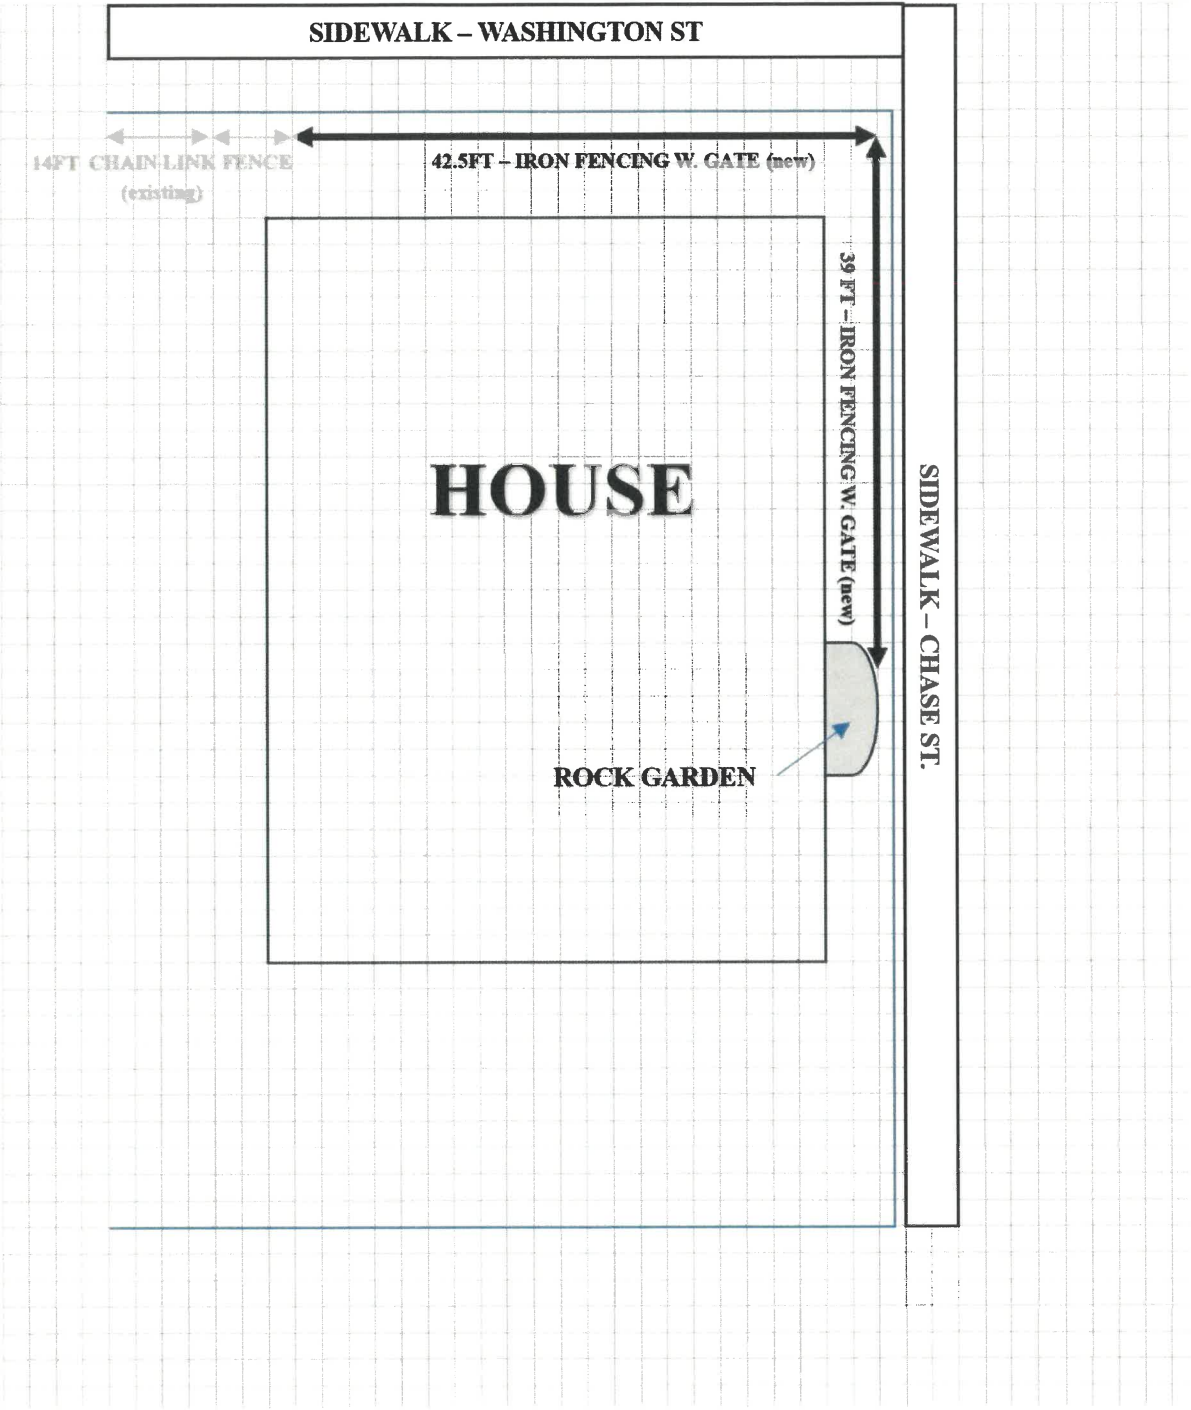 SIDEWALK – WASHINGTON ST
14FT CHAIN LINK FENCE
(existing)
42.5FT – IRON FENCING W. GATE (new)
39 FT – IRON FENCING W. GATE (new)
HOUSE
SIDEWALK – CHASE ST.
ROCK GARDEN